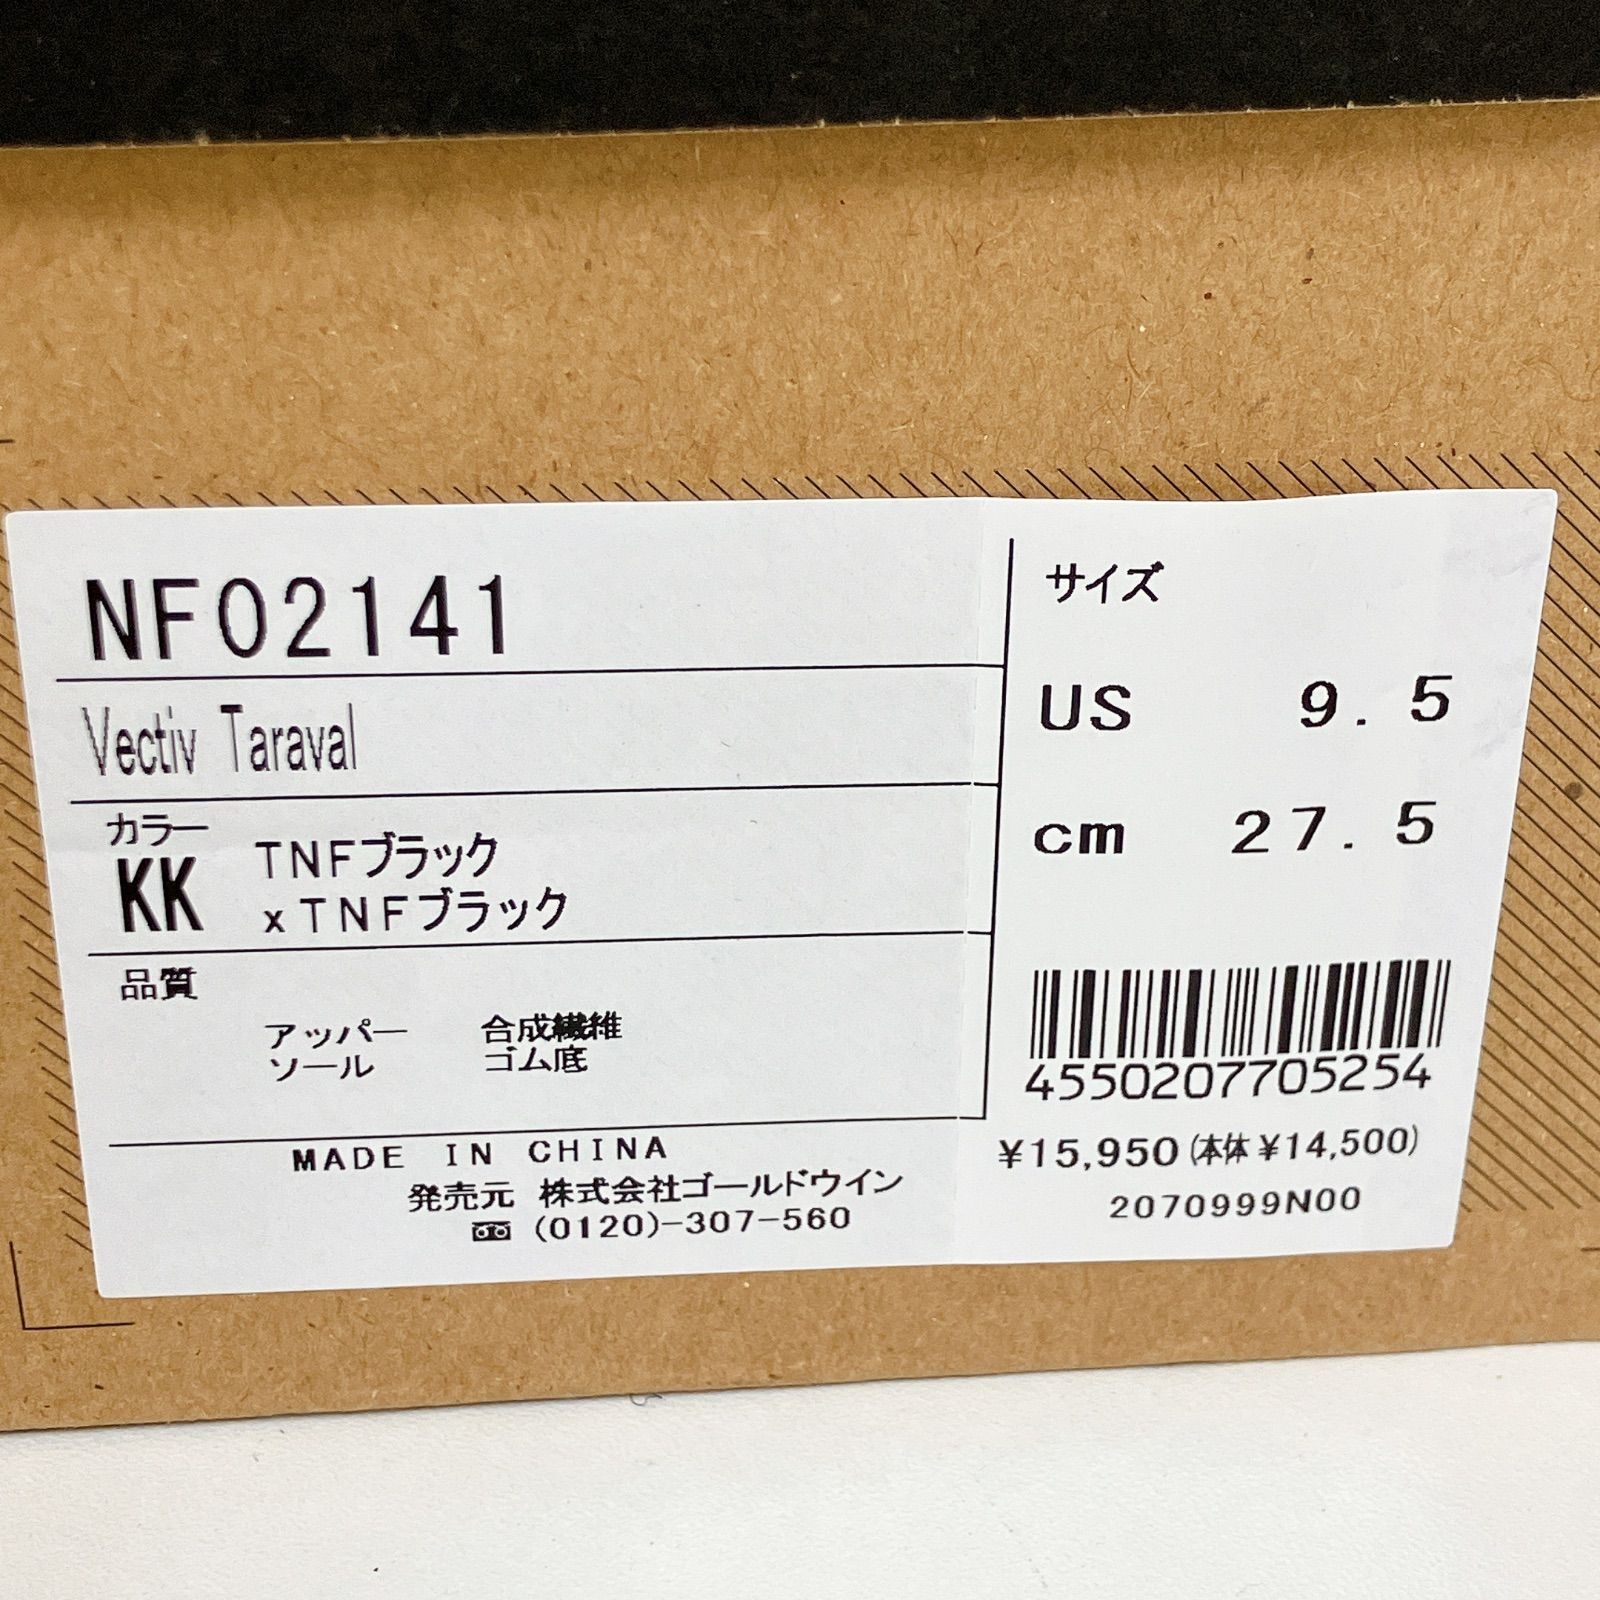 NF02141
Vectiv Taraval
カラー
KK TNFブラック
xTNFブラック
品質
アッパー 合成繊維
ソール ゴム底
MADE IN CHINA
発売元 株式会社ゴールドウイン
(0120)-307-560
サイズ
US 9.5
cm 27.5
4550207705254
¥15,950(本体¥14,500)
2070999N00